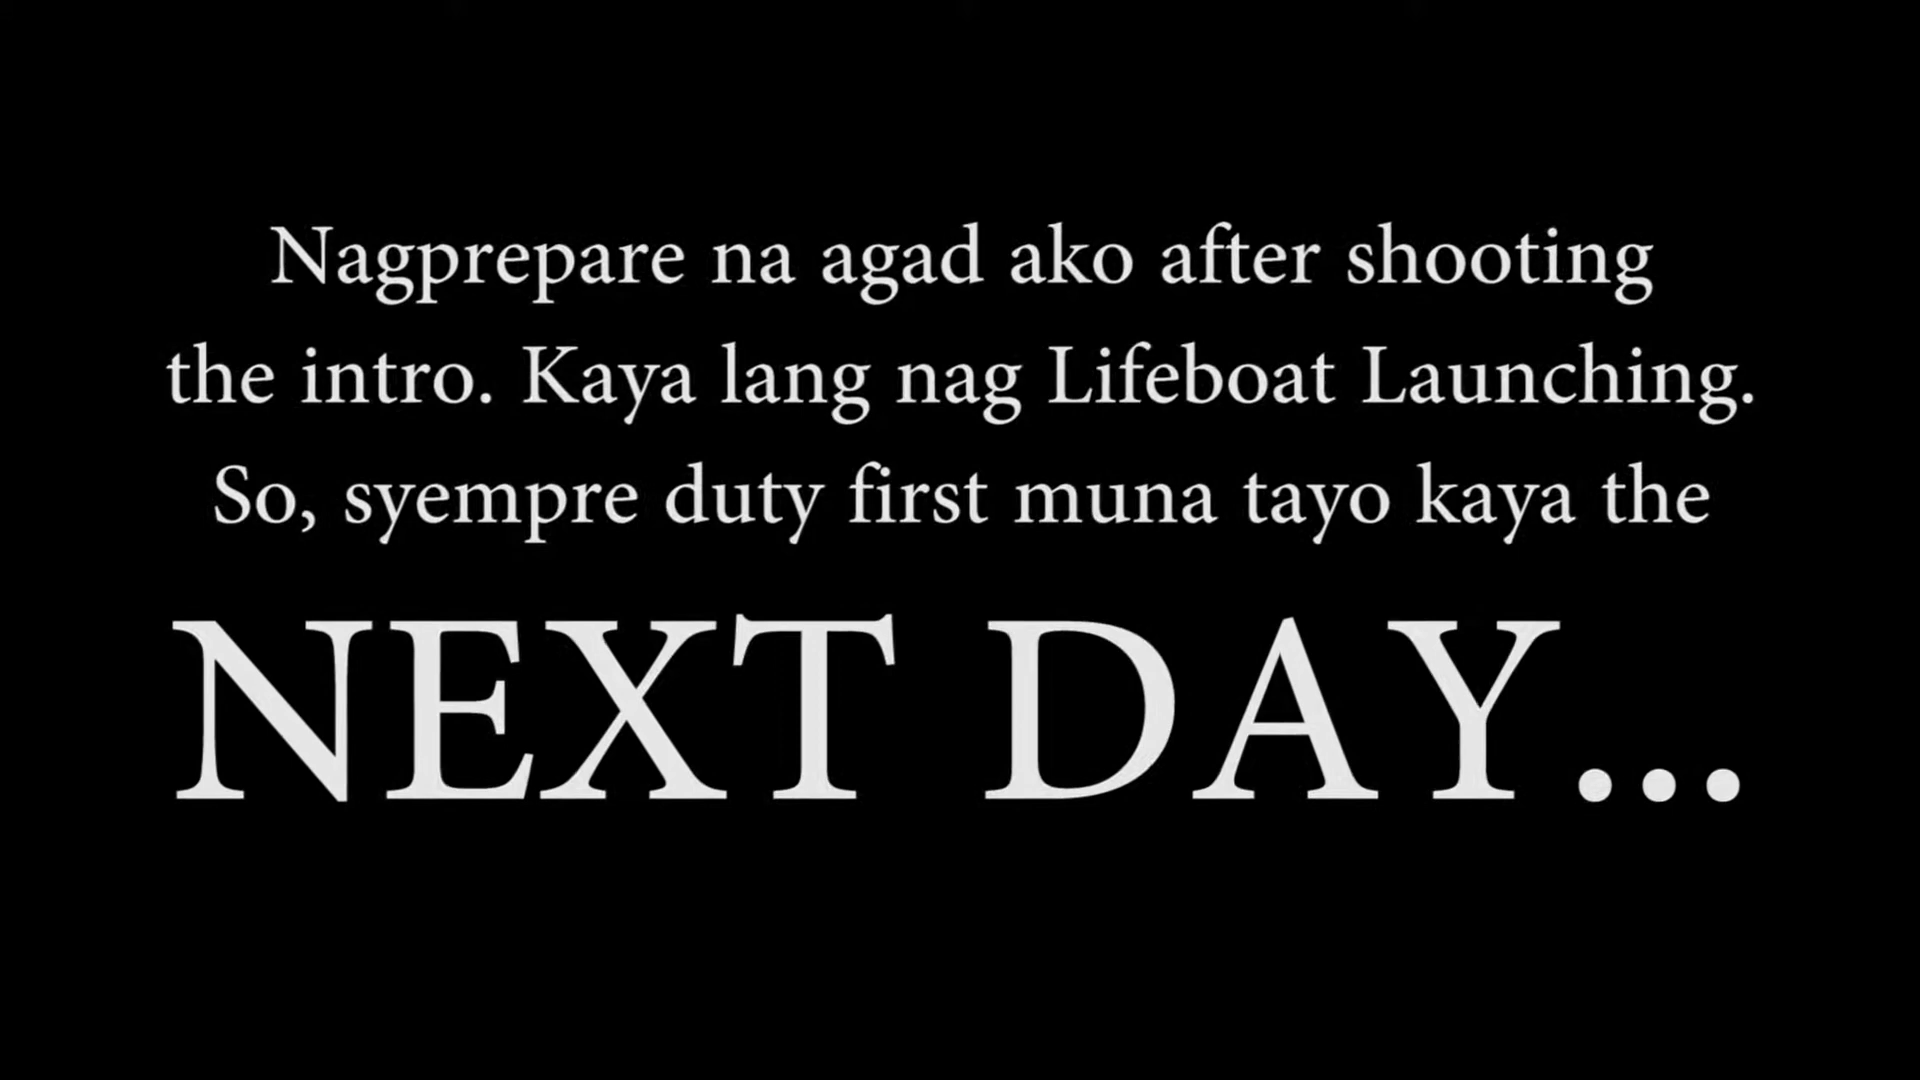 Nagprepare na agad ako after shooting
the intro. Kaya lang nag Lifeboat Launching.
So, syempre duty first muna tayo kaya the
NEXT DAY...